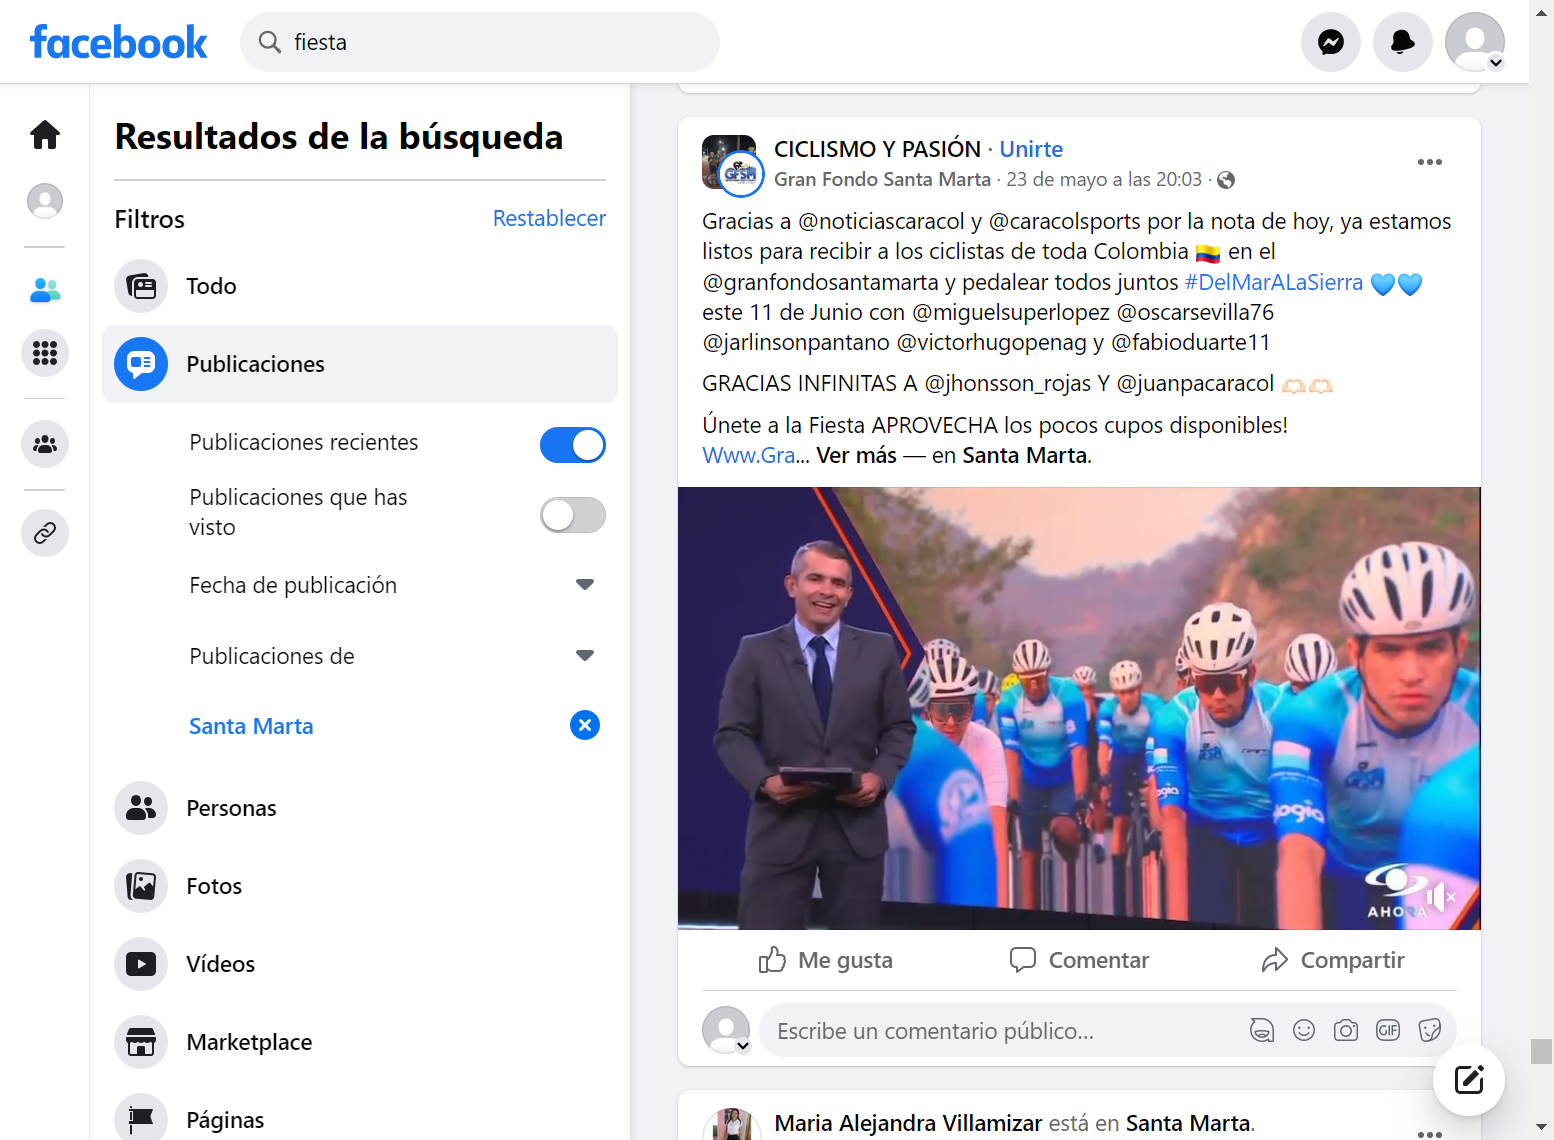 facebook
fiesta
Resultados de la búsqueda
Filtros
Restablecer
Todo
Publicaciones
Publicaciones recientes
Publicaciones que has
visto
Fecha de publicación
Publicaciones de
Santa Marta
Personas
Fotos
Vídeos
Marketplace
Páginas
CICLISMO Y PASIÓN · Unirte
Gran Fondo Santa Marta · 23 de mayo a las 20:03 ·
Gracias a @noticiascaracol y @caracolsports por la nota de hoy, ya estamos
listos para recibir a los ciclistas de toda Colombia 🇨🇴 en el
@granfondosantamarta y pedalear todos juntos #DelMarALaSierra 🩵🩵
este 11 de Junio con @miguelsuperlopez @oscarsevilla76
@jarlinsonpantano @victorhugopenag y @fabioduarte11
GRACIAS INFINITAS A @jhonsson_rojas Y @juanpacaracol 🫶🏻🫶🏻
Únete a la Fiesta APROVECHA los pocos cupos disponibles!
Www.Gra... Ver más — en Santa Marta.
GFSM
AHORA
Me gusta
Comentar
Compartir
Escribe un comentario público...
GIF
Maria Alejandra Villamizar está en Santa Marta.